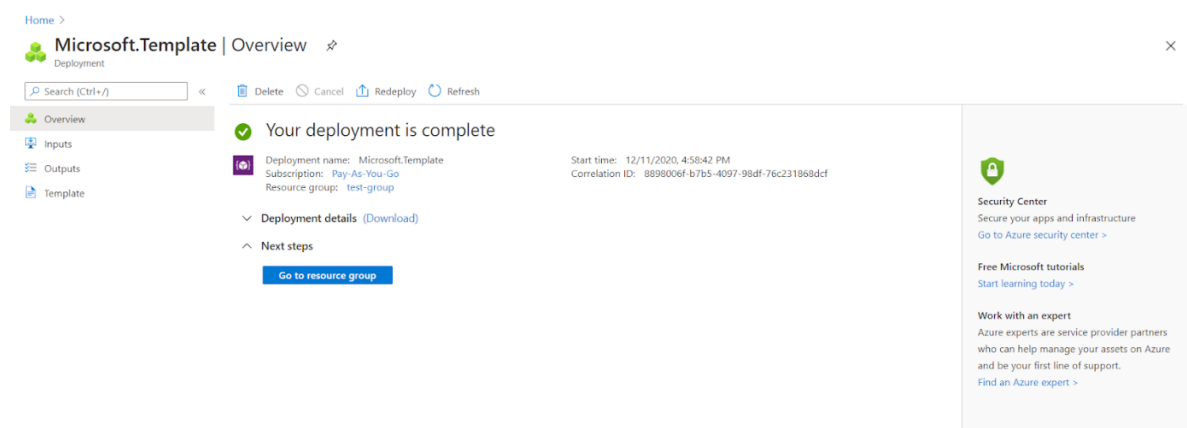 Home >
Microsoft.Template | Overview
Deployment
Search (Ctrl+/)
«
Delete Cancel Redeploy Refresh
Overview
Inputs
Outputs
Template
Your deployment is complete
Deployment name: Microsoft.Template
Subscription: Pay-As-You-Go
Resource group: test-group
Start time: 12/11/2020, 4:58:42 PM
Correlation ID: 8898006f-b7b5-4097-98df-76c231868dcf
Deployment details (Download)
Next steps
Go to resource group
Security Center
Secure your apps and infrastructure
Go to Azure security center >
Free Microsoft tutorials
Start learning today >
Work with an expert
Azure experts are service provider partners
who can help manage your assets on Azure
and be your first line of support.
Find an Azure expert >